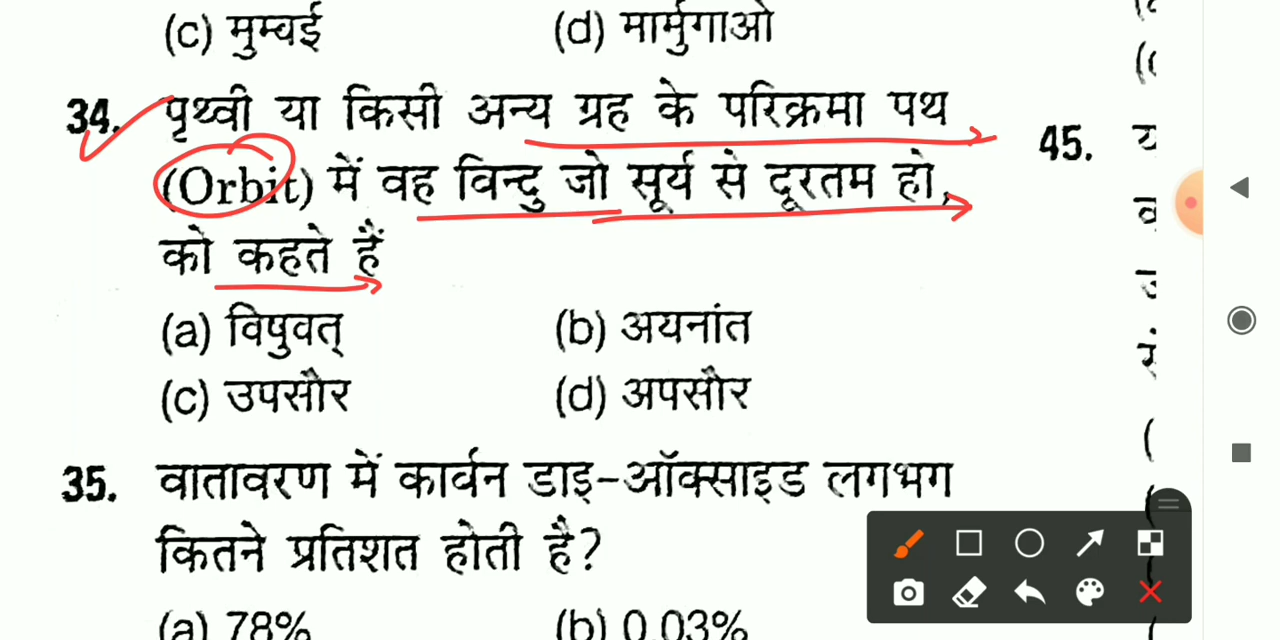 (c) मुम्बई (d) मार्मुगाओ
34. पृथ्वी या किसी अन्य ग्रह के परिक्रमा पथ
(Orbit) में वह विन्दु जो सूर्य से दूरतम हो,
को कहते हैं
(a) विषुवत् (b) अयनांत
(c) उपसौर (d) अपसौर
35. वातावरण में कार्वन डाइ-ऑक्साइड लगभग
कितने प्रतिशत होती है?
(a) 78% (b) 0.03%
45.